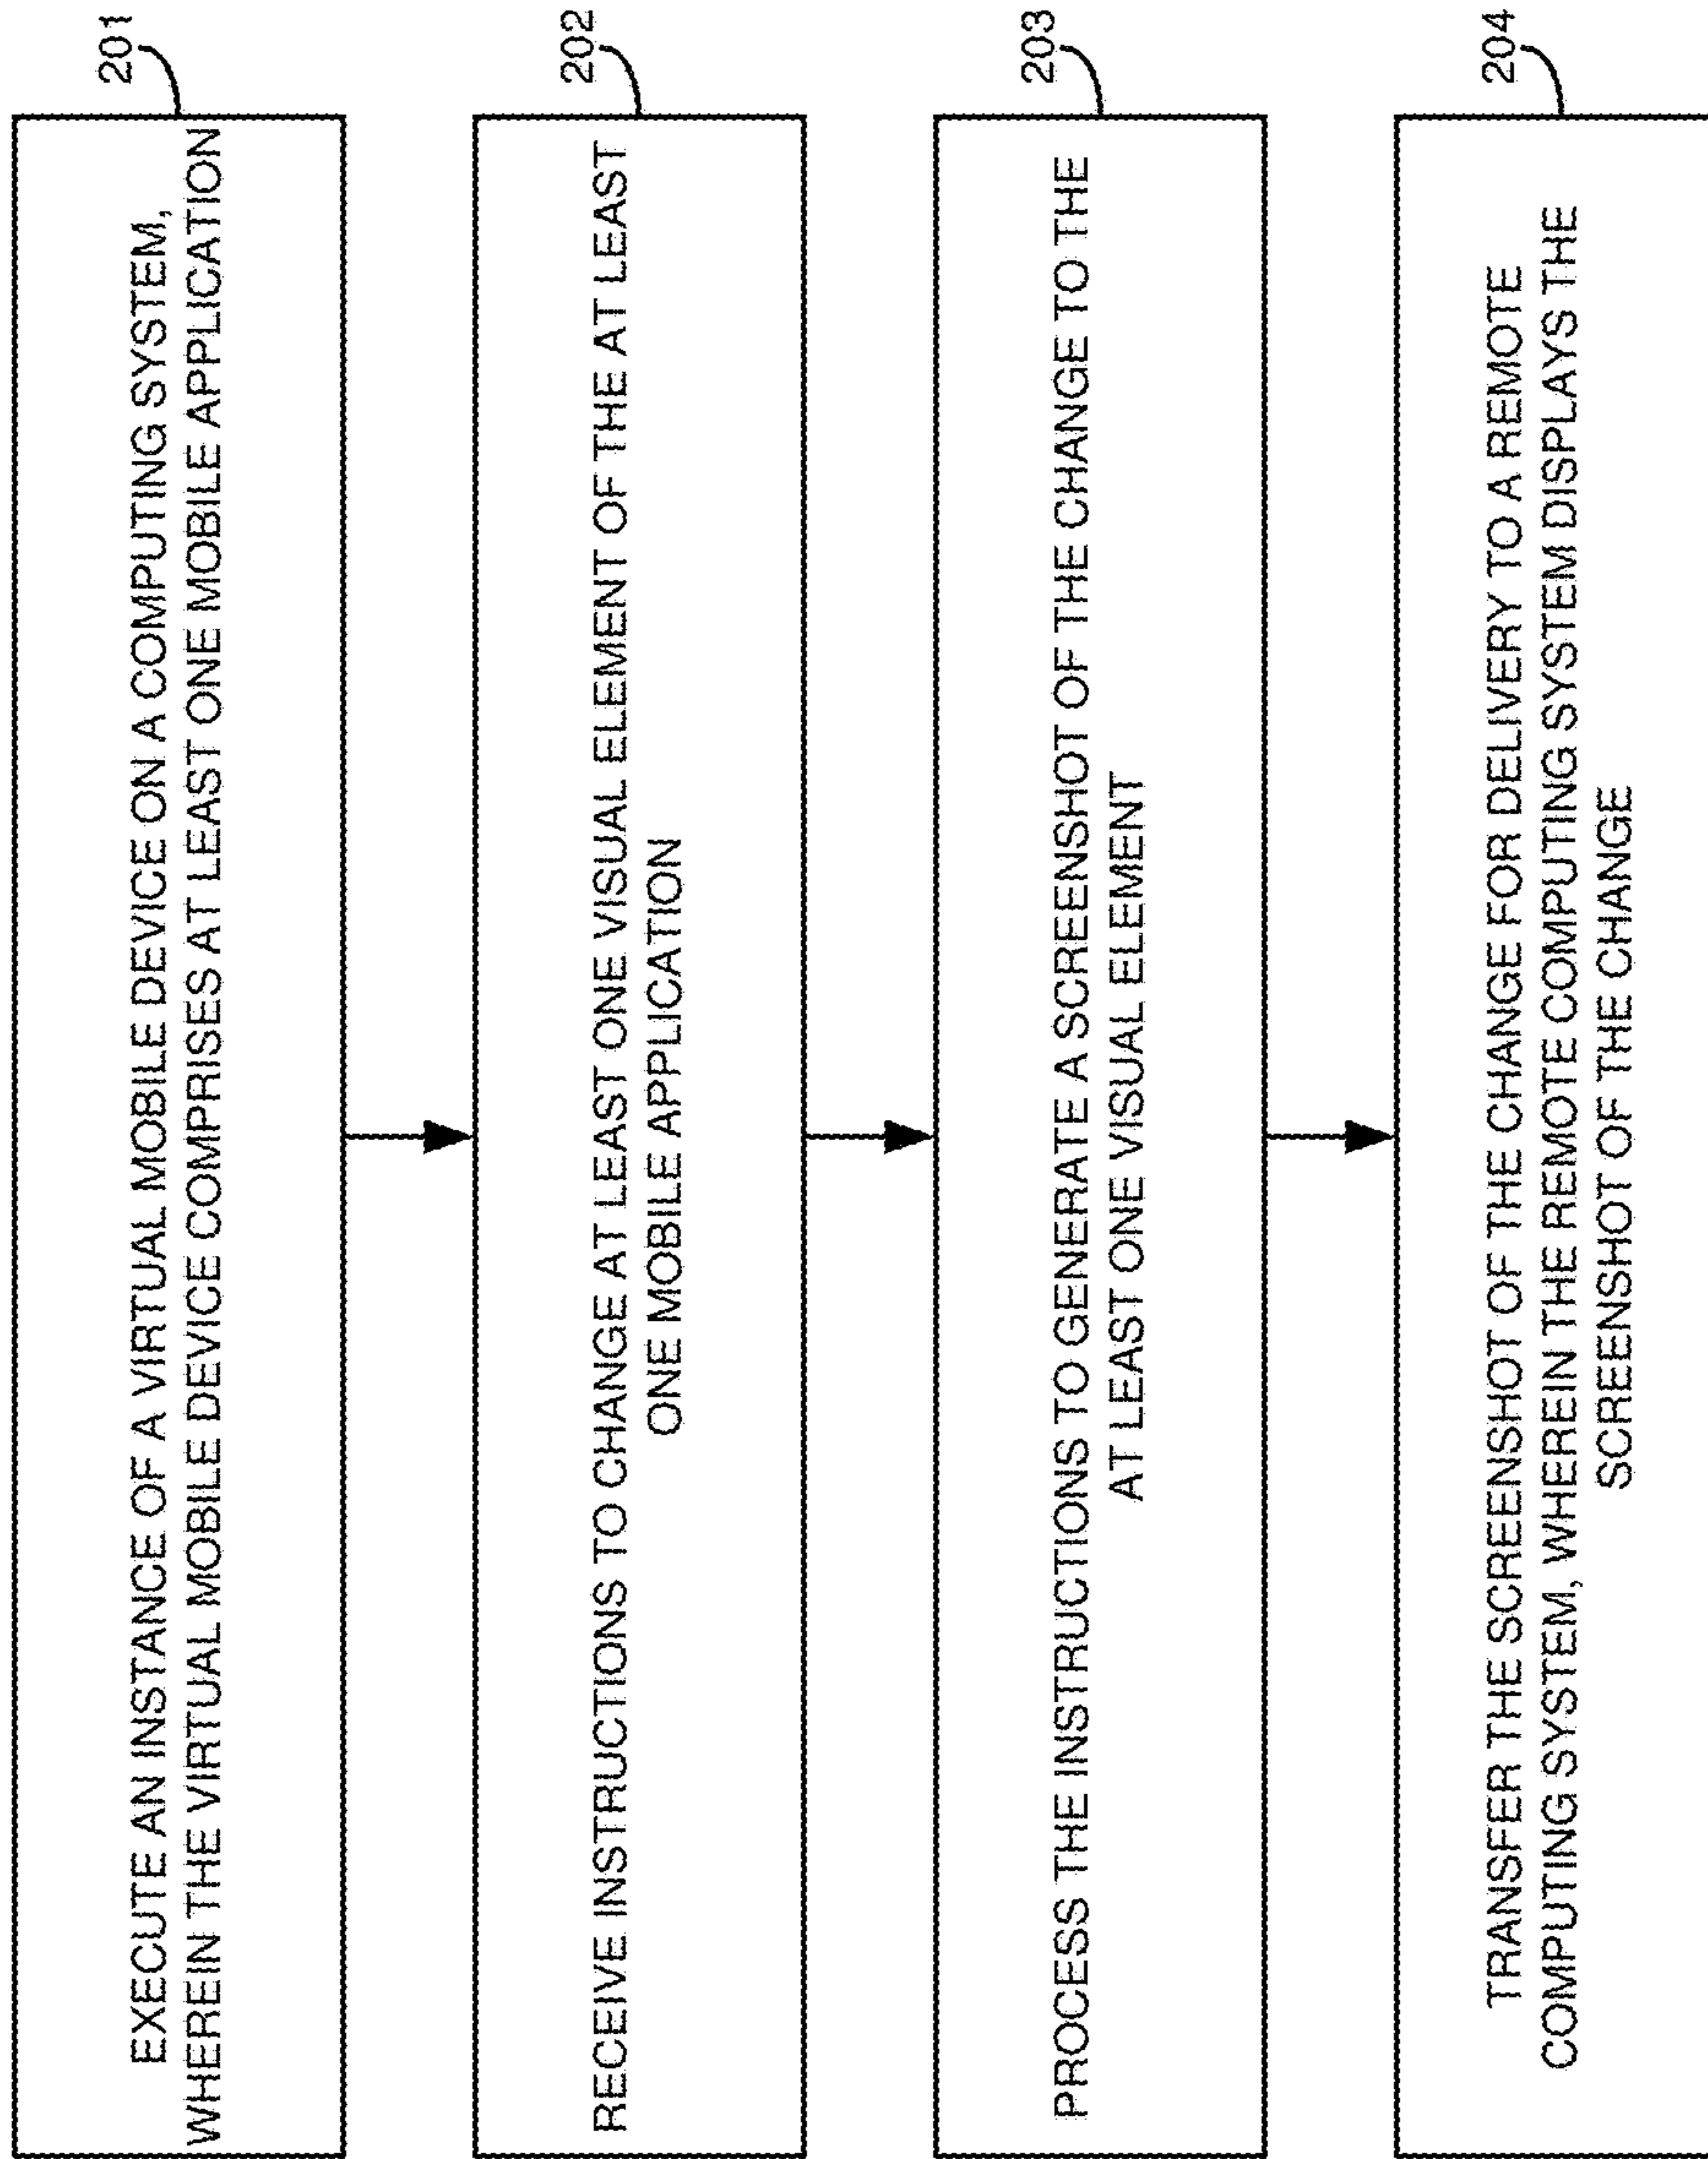 EXECUTE AN INSTANCE OF A VIRTUAL MOBILE DEVICE ON A COMPUTING SYSTEM,
WHEREIN THE VIRTUAL MOBILE DEVICE COMPRISES AT LEAST ONE MOBILE APPLICATION
201
RECEIVE INSTRUCTIONS TO CHANGE AT LEAST ONE VISUAL ELEMENT OF THE AT LEAST
ONE MOBILE APPLICATION
202
PROCESS THE INSTRUCTIONS TO GENERATE A SCREENSHOT OF THE CHANGE TO THE
AT LEAST ONE VISUAL ELEMENT
203
TRANSFER THE SCREENSHOT OF THE CHANGE FOR DELIVERY TO A REMOTE
COMPUTING SYSTEM, WHEREIN THE REMOTE COMPUTING SYSTEM DISPLAYS THE
SCREENSHOT OF THE CHANGE
204